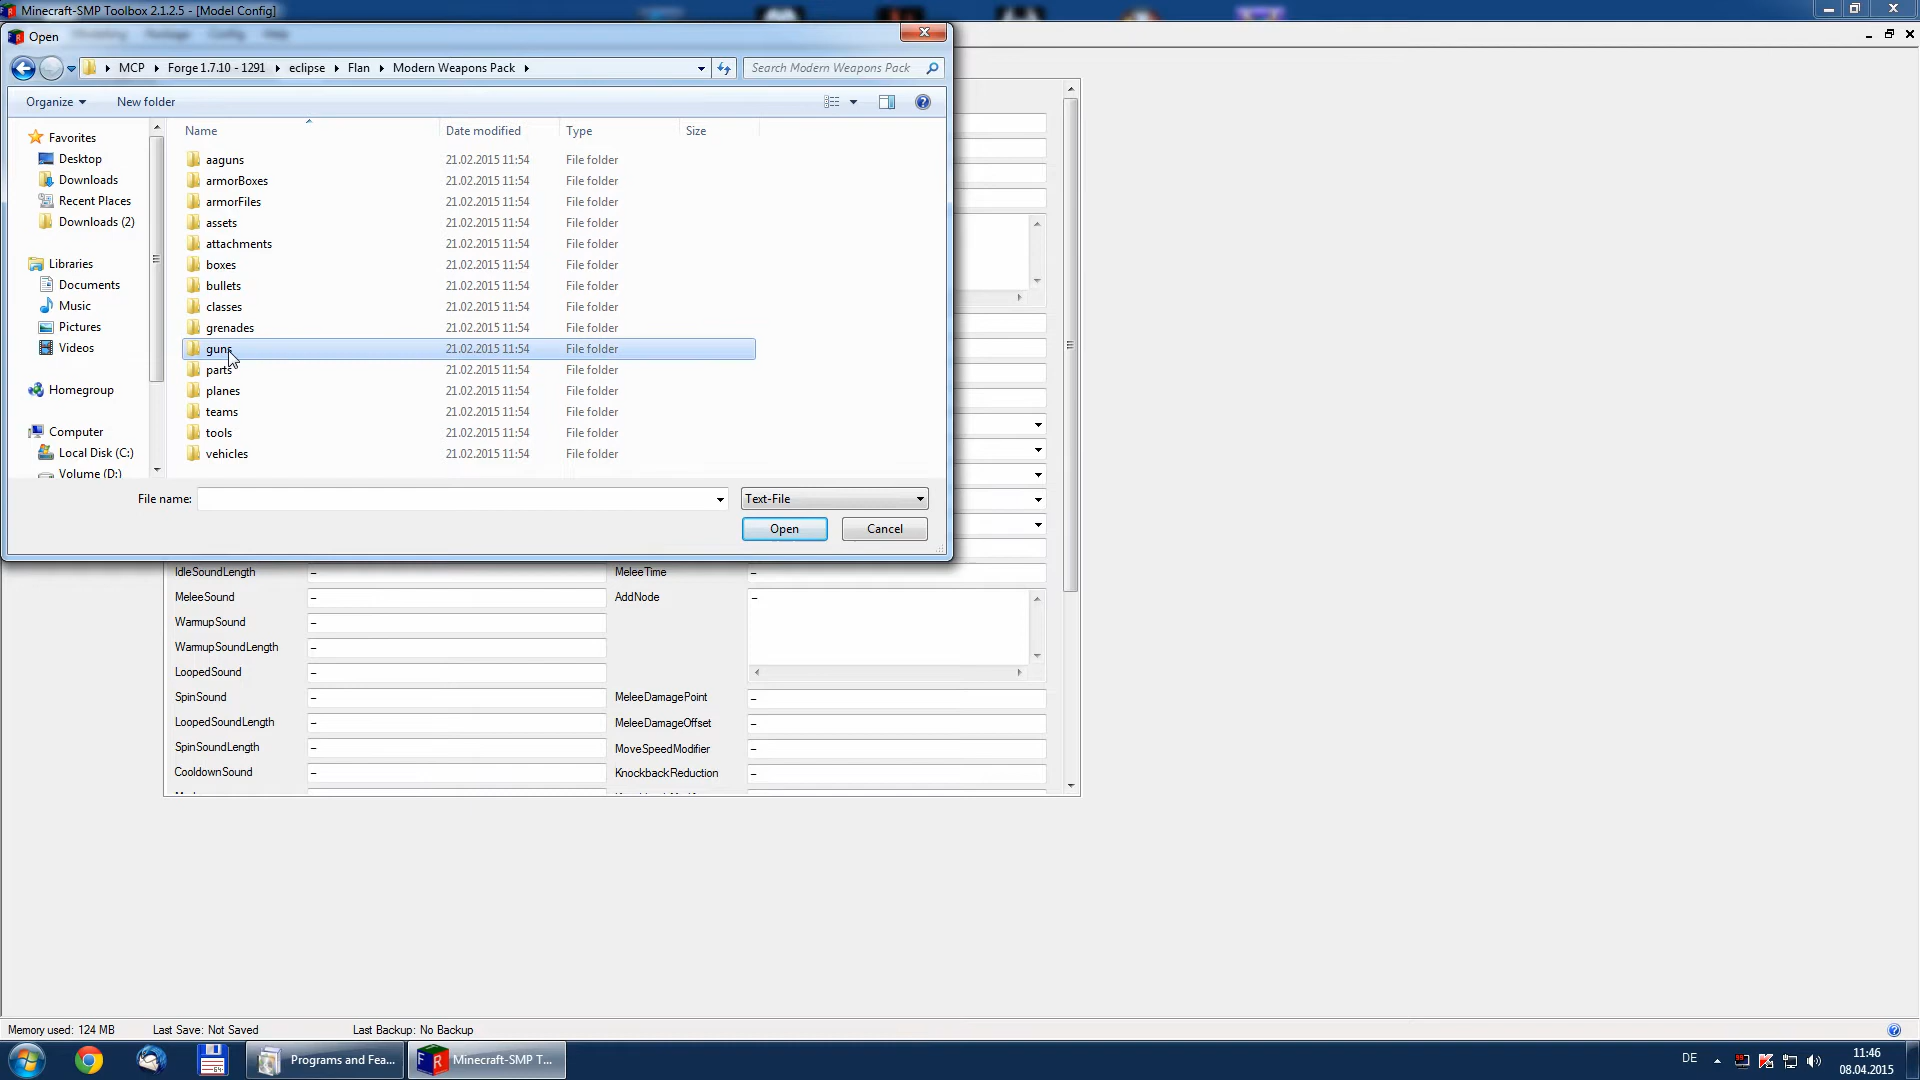 Minecraft-SMP Toolbox 2.1.2.5 - [Model Config]
Open
Modelling Package Config Help
MCP Forge 1.7.10 - 1291 eclipse Flan Modern Weapons Pack
Search Modern Weapons Pack
Organize New folder
Name Date modified Type Size
Favorites
Desktop
Downloads
Recent Places
Downloads (2)
Libraries
Documents
Music
Pictures
Videos
Homegroup
Computer
Local Disk (C:)
Volume (D:)
aaguns 21.02.2015 11:54 File folder
armorBoxes 21.02.2015 11:54 File folder
armorFiles 21.02.2015 11:54 File folder
assets 21.02.2015 11:54 File folder
attachments 21.02.2015 11:54 File folder
boxes 21.02.2015 11:54 File folder
bullets 21.02.2015 11:54 File folder
classes 21.02.2015 11:54 File folder
grenades 21.02.2015 11:54 File folder
guns 21.02.2015 11:54 File folder
parts 21.02.2015 11:54 File folder
planes 21.02.2015 11:54 File folder
teams 21.02.2015 11:54 File folder
tools 21.02.2015 11:54 File folder
vehicles 21.02.2015 11:54 File folder
File name: Text-File
Open Cancel
IdleSoundLength – MeleeTime –
MeleeSound – AddNode –
WarmupSound –
WarmupSoundLength –
LoopedSound –
SpinSound – MeleeDamagePoint –
LoopedSoundLength – MeleeDamageOffset –
SpinSoundLength – MoveSpeedModifier –
CooldownSound – KnockbackReduction –
Memory used: 124 MB Last Save: Not Saved Last Backup: No Backup
Programs and Fea... Minecraft-SMP T...
DE
11:46
08.04.2015